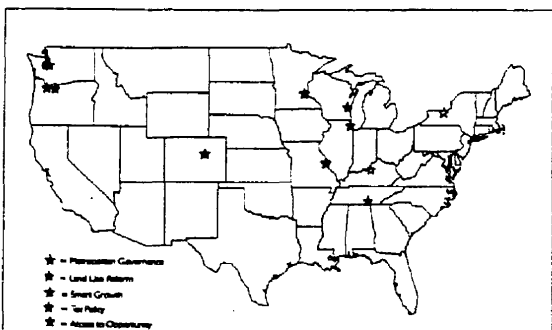 = Metropolitan Governance
= Land Use Reform
= Smart Growth
= Tax Policy
= Access to Opportunity